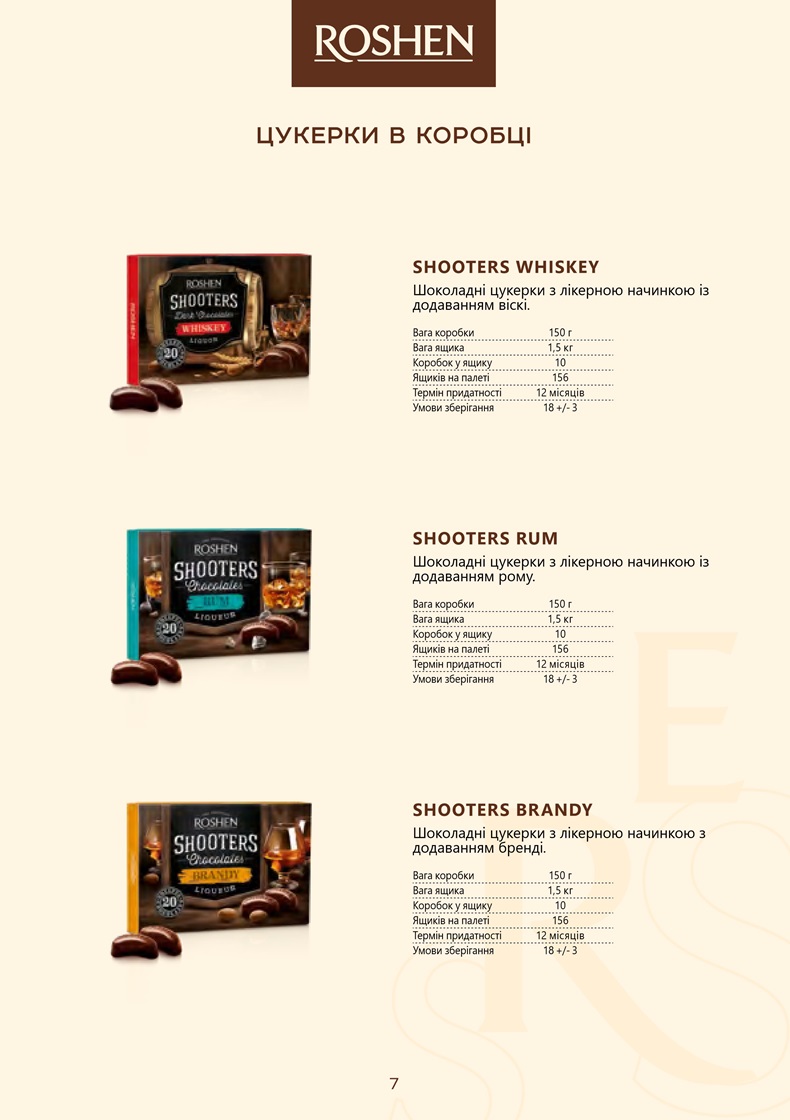 ROSHEN
ЦУКЕРКИ В КОРОБЦІ
ROSHEN
ROSHEN
SHOOTERS
Dark Chocolates
WHISKEY
LIQUOR
20
SHOOTERS WHISKEY
Шоколадні цукерки з лікерною начинкою із
додаванням віскі.
Вага коробки 150 г
Вага ящика 1,5 кг
Коробок у ящику 10
Ящиків на палеті 156
Термін придатності 12 місяців
Умови зберігання 18 +/- 3
ROSHEN
SHOOTERS
Chocolates
RUM
LIQUEUR
20
SHOOTERS RUM
Шоколадні цукерки з лікерною начинкою із
додаванням рому.
Вага коробки 150 г
Вага ящика 1,5 кг
Коробок у ящику 10
Ящиків на палеті 156
Термін придатності 12 місяців
Умови зберігання 18 +/- 3
ROSHEN
SHOOTERS
Chocolates
BRANDY
LIQUEUR
20
SHOOTERS BRANDY
Шоколадні цукерки з лікерною начинкою з
додаванням бренді.
Вага коробки 150 г
Вага ящика 1,5 кг
Коробок у ящику 10
Ящиків на палеті 156
Термін придатності 12 місяців
Умови зберігання 18 +/- 3
7